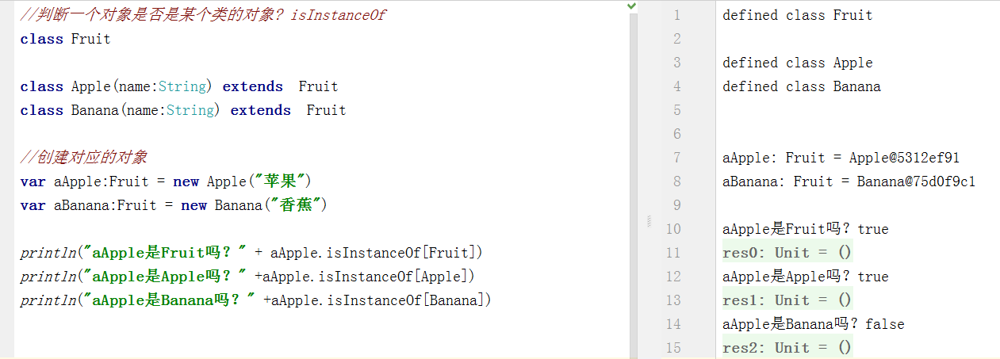 //判断一个对象是否是某个类的对象? isInstanceOf
class Fruit
class Apple(name:String) extends  Fruit
class Banana(name:String) extends  Fruit
//创建对应的对象
var aApple:Fruit = new Apple("苹果")
var aBanana:Fruit = new Banana("香蕉")
println("aApple是Fruit吗? " + aApple.isInstanceOf[Fruit])
println("aApple是Apple吗? " +aApple.isInstanceOf[Apple])
println("aApple是Banana吗? " +aApple.isInstanceOf[Banana])
1 defined class Fruit
2
3 defined class Apple
4 defined class Banana
5
6
7 aApple: Fruit = Apple@5312ef91
8 aBanana: Fruit = Banana@75d0f9c1
9
10 aApple是Fruit吗? true
11 res0: Unit = ()
12 aApple是Apple吗? true
13 res1: Unit = ()
14 aApple是Banana吗? false
15 res2: Unit = ()